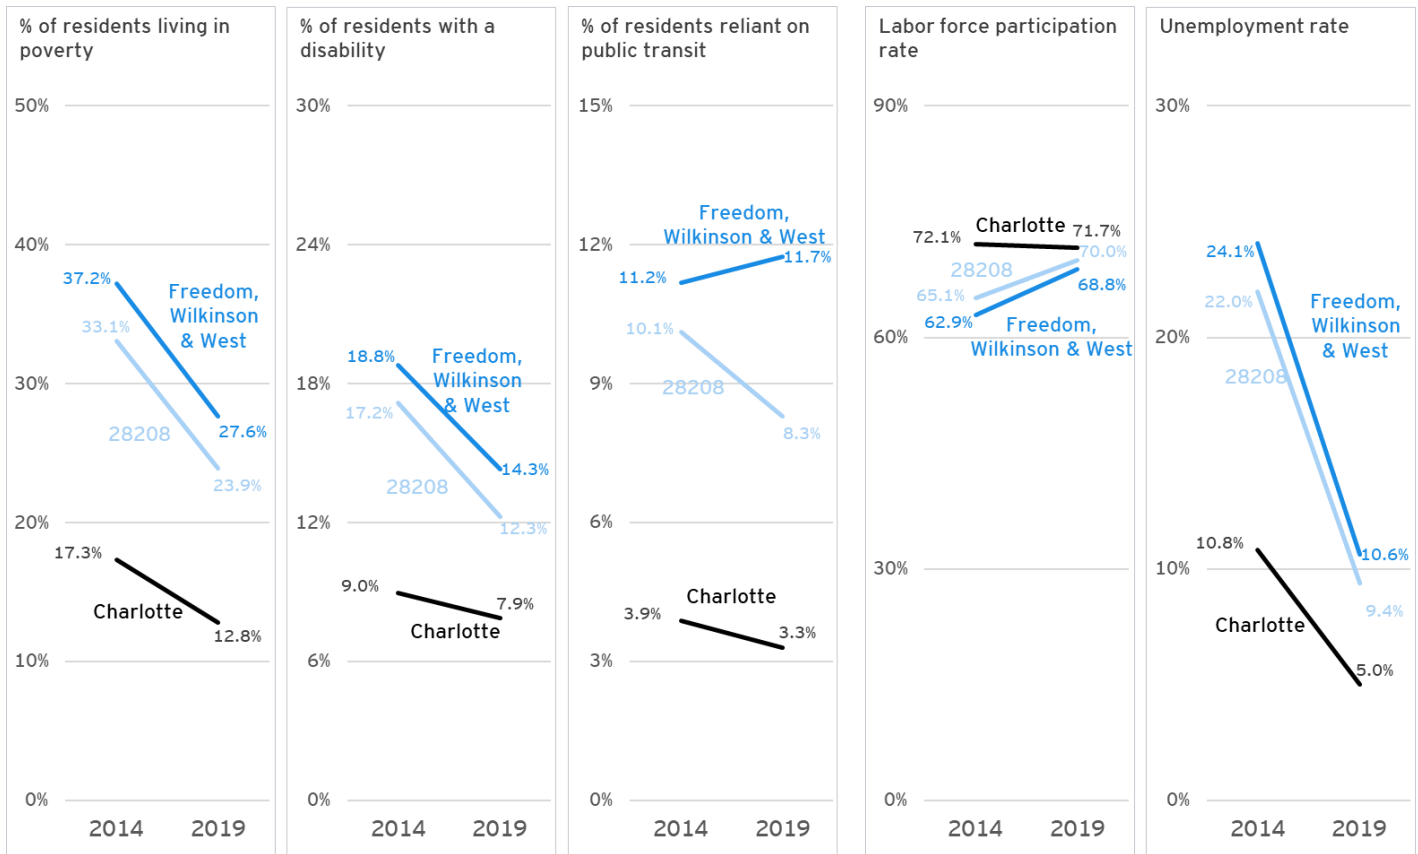 % of residents living in
poverty
50%
40%
30%
20%
10%
0%
37.2%
33.1%
Freedom,
Wilkinson
& West
28208
27.6%
23.9%
17.3%
Charlotte
12.8%
2014 2019
% of residents with a
disability
30%
24%
18%
12%
6%
0%
18.8%
17.2%
Freedom,
Wilkinson
& West
28208
14.3%
12.3%
9.0%
7.9%
Charlotte
2014 2019
% of residents reliant on
public transit
15%
12%
9%
6%
3%
0%
Freedom,
Wilkinson & West
11.2%
11.7%
10.1%
28208
8.3%
3.9%
Charlotte
3.3%
2014 2019
Labor force participation
rate
90%
60%
30%
0%
72.1%
Charlotte
71.7%
70.0%
28208
65.1%
68.8%
62.9%
Freedom,
Wilkinson & West
2014 2019
Unemployment rate
30%
20%
10%
0%
24.1%
22.0%
Freedom,
Wilkinson
& West
28208
10.8%
10.6%
9.4%
Charlotte
5.0%
2014 2019